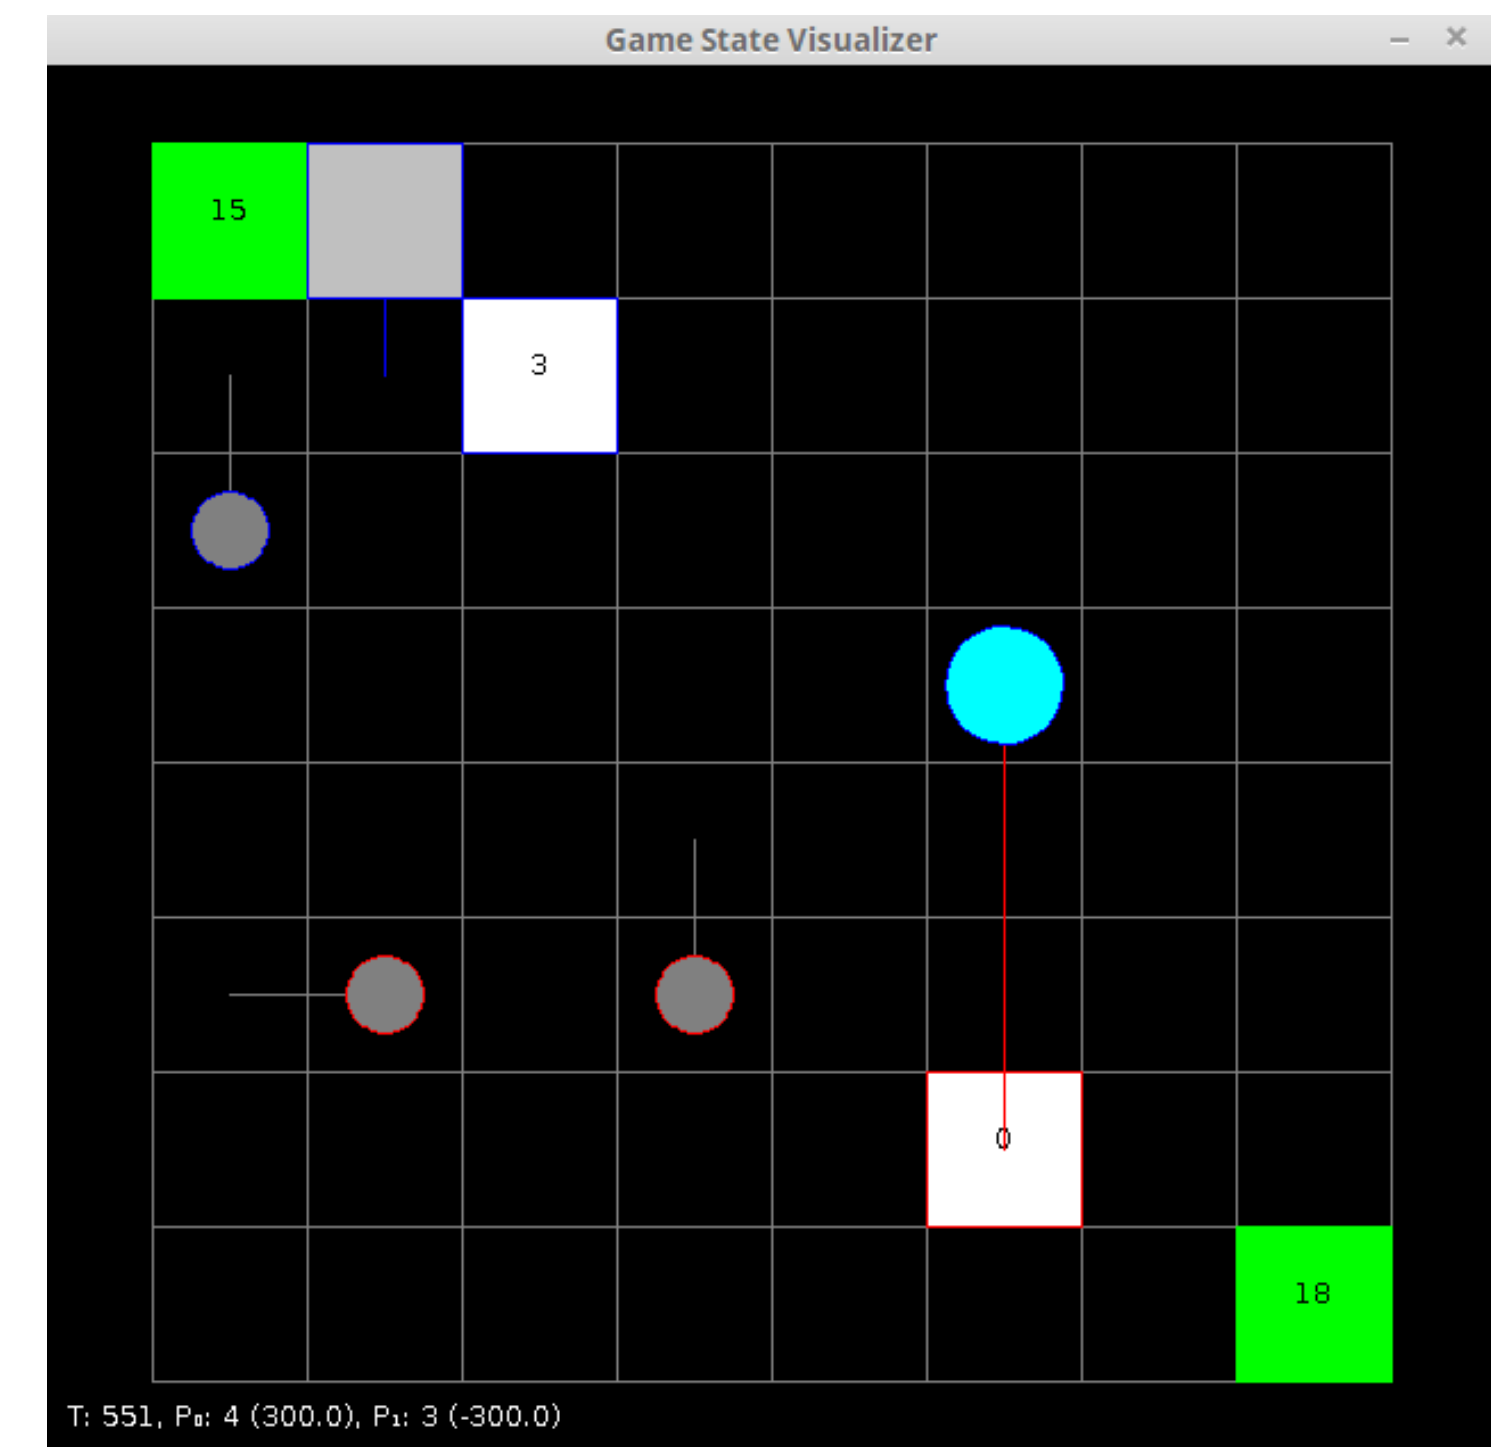 Game State Visualizer
15
3
0
18
T: 551, P₀: 4 (300.0), P₁: 3 (-300.0)